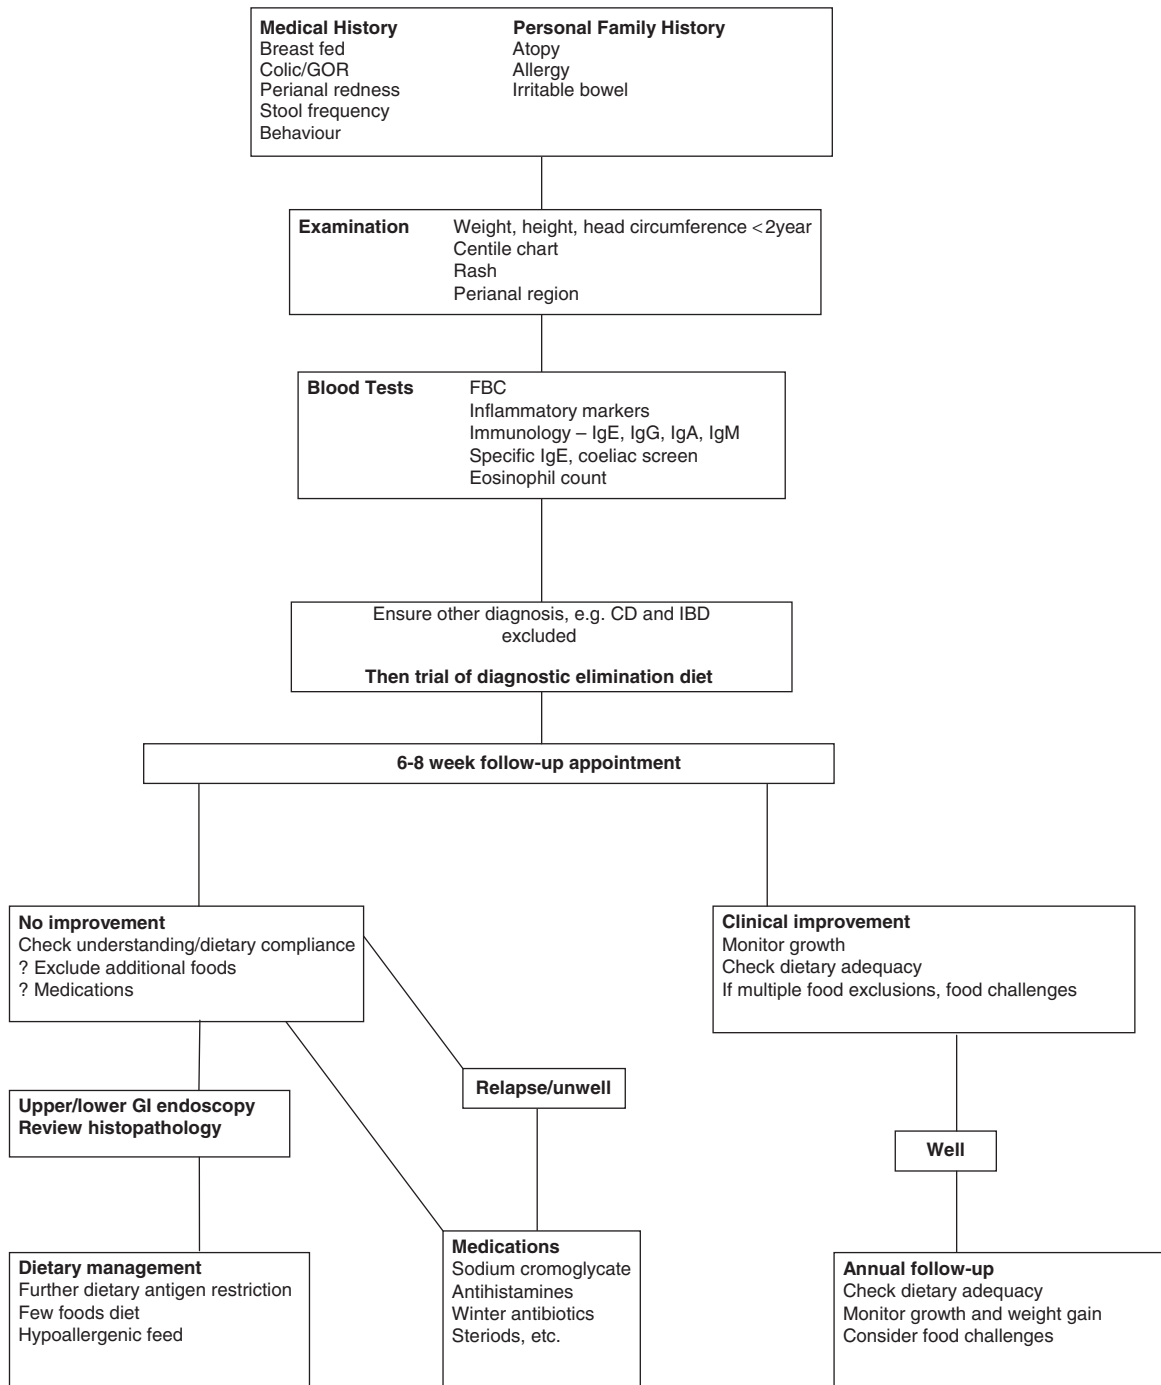 Medical History
Breast fed
Colic/GOR
Perianal redness
Stool frequency
Behaviour
Personal Family History
Atopy
Allergy
Irritable bowel
Examination
Weight, height, head circumference <2year
Centile chart
Rash
Perianal region
Blood Tests
FBC
Inflammatory markers
Immunology – IgE, IgG, IgA, IgM
Specific IgE, coeliac screen
Eosinophil count
Ensure other diagnosis, e.g. CD and IBD
excluded
Then trial of diagnostic elimination diet
6-8 week follow-up appointment
No improvement
Check understanding/dietary compliance
? Exclude additional foods
? Medications
Clinical improvement
Monitor growth
Check dietary adequacy
If multiple food exclusions, food challenges
Relapse/unwell
Upper/lower GI endoscopy
Review histopathology
Well
Dietary management
Further dietary antigen restriction
Few foods diet
Hypoallergenic feed
Medications
Sodium cromoglycate
Antihistamines
Winter antibiotics
Steriods, etc.
Annual follow-up
Check dietary adequacy
Monitor growth and weight gain
Consider food challenges